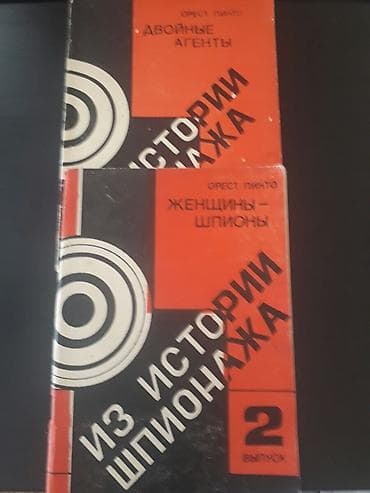 ОРЕСТ ПИНТО
ДВОЙНЫЕ
АГЕНТЫ
ИСТОРИИ
НАЖА
ОРЕСТ ПИНТО
ЖЕНЩИНЫ –
ШПИОНЫ
ИЗ ИСТОРИИ
ШПИОНАЖА
2
ВЫПУСК